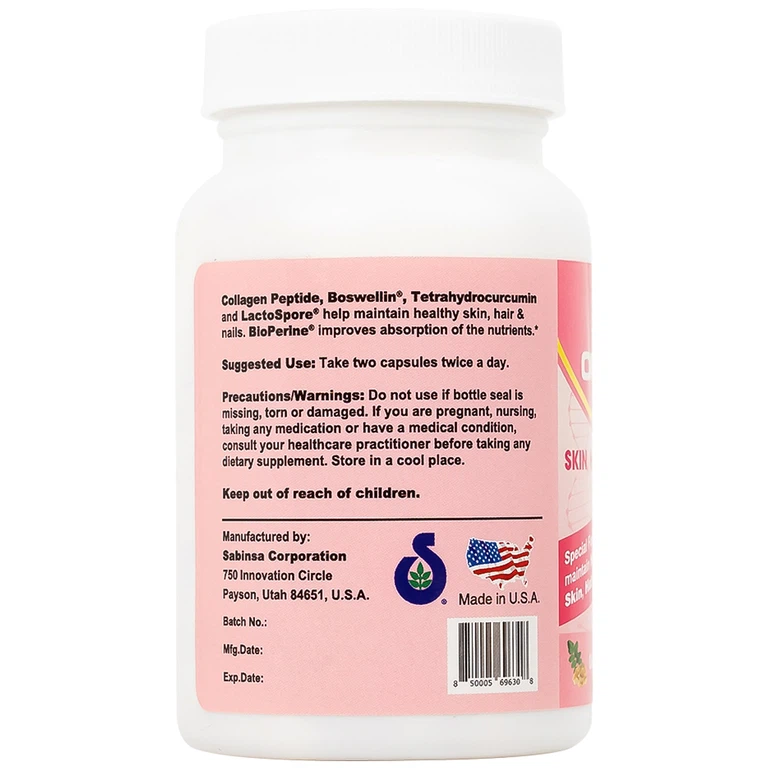 Collagen Peptide, Boswellin®, Tetrahydrocurcumin
and LactoSpore® help maintain healthy skin, hair &
nails. BioPerine® improves absorption of the nutrients.*
Suggested Use: Take two capsules twice a day.
Precautions/Warnings: Do not use if bottle seal is
missing, torn or damaged. If you are pregnant, nursing,
taking any medication or have a medical condition,
consult your healthcare practitioner before taking any
dietary supplement. Store in a cool place.
Keep out of reach of children.
Manufactured by:
Sabinsa Corporation
750 Innovation Circle
Payson, Utah 84651, U.S.A.
Batch No.:
Mfg.Date:
Exp.Date:
®
Made in U.S.A.
8 50005 69630 8
SKIN
Special
maintain
Skin,